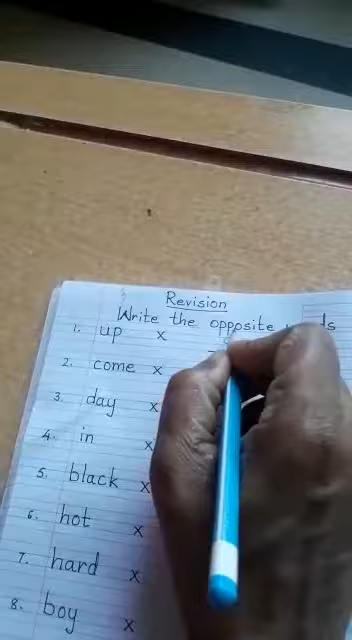 Revision
Write the opposite
1. up x
2. come x
3. day x
4. in x
5. black x
6. hot x
7. hard x
8. boy x